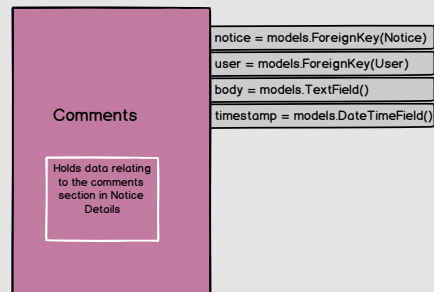 notice = models.ForeignKey(Notice)
user = models.ForeignKey(User)
body = models.TextField()
timestamp = models.DateTimeField()
Comments
Holds data relating
to the comments
section in Notice
Details